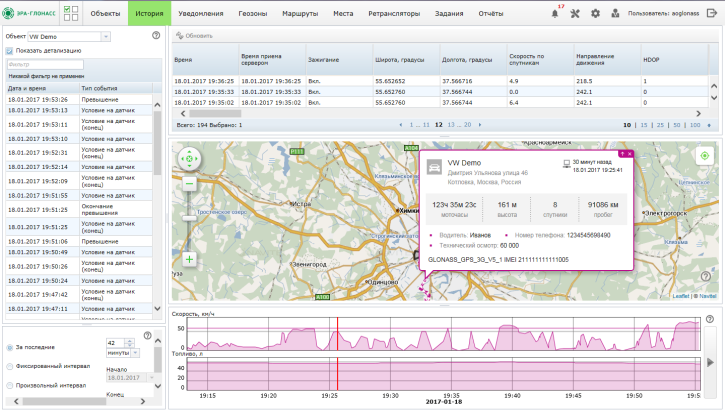 ЭРА-ГЛОНАСС
Объекты
История
Уведомления
Геозоны
Маршруты
Места
Ретрансляторы
Задания
Отчёты
17
Пользователь: aoglonass
Объект VW Demo
Показать детализацию
Фильтр
Никакой фильтр не применен
Дата и время Тип события
18.01.2017 19:53:26 Превышение
18.01.2017 19:53:13 Условие на датчик
18.01.2017 19:53:11 Условие на датчик (конец)
18.01.2017 19:53:10 Условие на датчик
18.01.2017 19:52:31 Условие на датчик (конец)
18.01.2017 19:52:14 Условие на датчик
18.01.2017 19:52:09 Условие на датчик (конец)
18.01.2017 19:51:55 Условие на датчик
18.01.2017 19:51:25 Окончание превышения
18.01.2017 19:51:25 Условие на датчик (конец)
18.01.2017 19:51:06 Превышение
18.01.2017 19:50:49 Условие на датчик
18.01.2017 19:50:26 Условие на датчик (конец)
18.01.2017 19:50:24 Условие на датчик
18.01.2017 19:47:42 Условие на датчик (конец)
18.01.2017 19:47:11 Условие на датчик
За последние 42
минуты
Фиксированный интервал
Начало
18.01.2017
Произвольный интервал
Конец
Обновить
Время Время приема сервером Зажигание Широта, градусы Долгота, градусы Скорость по спутникам Направление движения HDOP
18.01.2017 19:36:25 18.01.2017 19:36:25 Вкл. 55.652652 37.566716 4.9 218.5 1
18.01.2017 19:35:33 18.01.2017 19:35:33 Вкл. 55.652760 37.566744 0.0 242.1 0
18.01.2017 19:35:02 18.01.2017 19:35:02 Вкл. 55.652760 37.566744 6.4 242.1 0
Всего: 194 Выбрано: 1
1 ... 11 12 13 ... 20
10 | 15 | 25 | 50 | 100
Красноармейск
Истра
Химки
Звенигород
Одинцово
Электрогорск
VW Demo
30 минут назад
18.01.2017 19:25:41
Дмитрия Ульянова улица 46
Котловка, Москва, Россия
123ч 35м 23с
моточасы
161 м
высота
8
спутники
91086 км
пробег
Водитель: Иванов
Номер телефона: 1234545698490
Технический осмотр: 60 000
GLONASS_GPS_3G_V5_1 IMEI 211111111111005
Leaflet | © Navitel
Скорость, км/ч
50
0
Топливо, л
40
20
0
19:15 19:20 19:25 19:30 19:35 19:40 19:45 19:50 19:5
2017-01-18